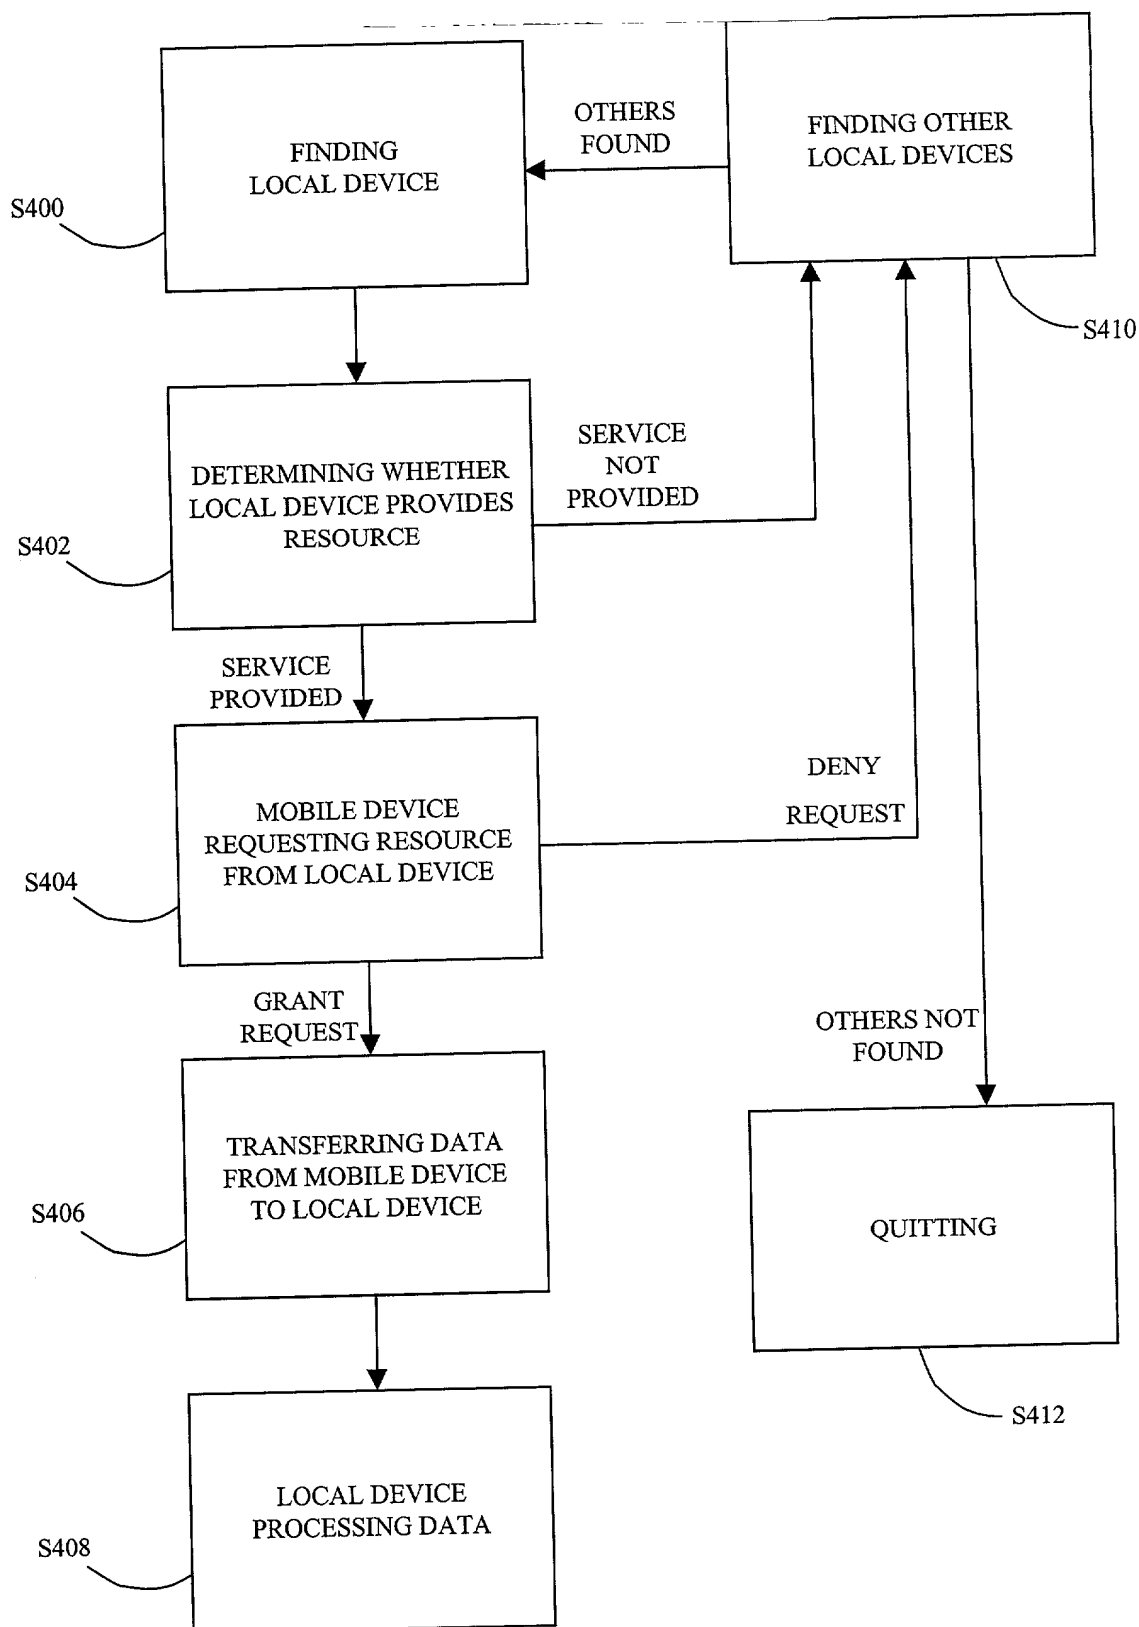 FINDING
LOCAL DEVICE
S400
OTHERS
FOUND
FINDING OTHER
LOCAL DEVICES
S410
DETERMINING WHETHER
LOCAL DEVICE PROVIDES
RESOURCE
S402
SERVICE
NOT
PROVIDED
SERVICE
PROVIDED
MOBILE DEVICE
REQUESTING RESOURCE
FROM LOCAL DEVICE
S404
DENY
REQUEST
GRANT
REQUEST
OTHERS NOT
FOUND
TRANSFERRING DATA
FROM MOBILE DEVICE
TO LOCAL DEVICE
S406
QUITTING
S412
LOCAL DEVICE
PROCESSING DATA
S408